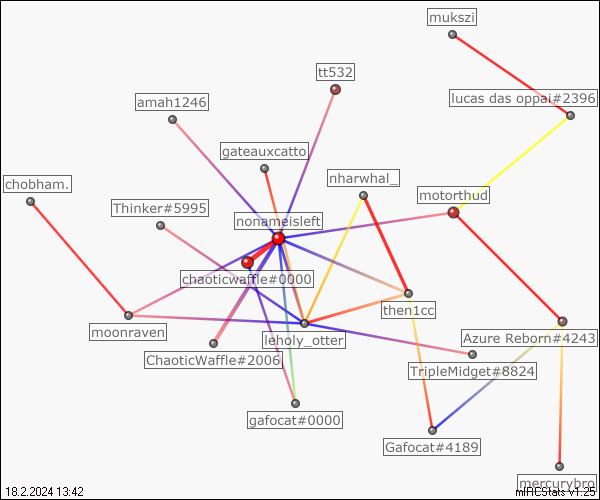 mukszi
tt532
lucas das oppai#2396
amah1246
gateauxcatto
nharwhal_
chobham.
motorthud
Thinker#5995
nonameisleft
chaoticwaffle#0000
then1cc
moonraven
leholy_otter
Azure Reborn#4243
ChaoticWaffle#2006
TripleMidget#8824
gafocat#0000
Gafocat#4189
mercurybro
18.2.2024 13:42
mIRCStats v1.25